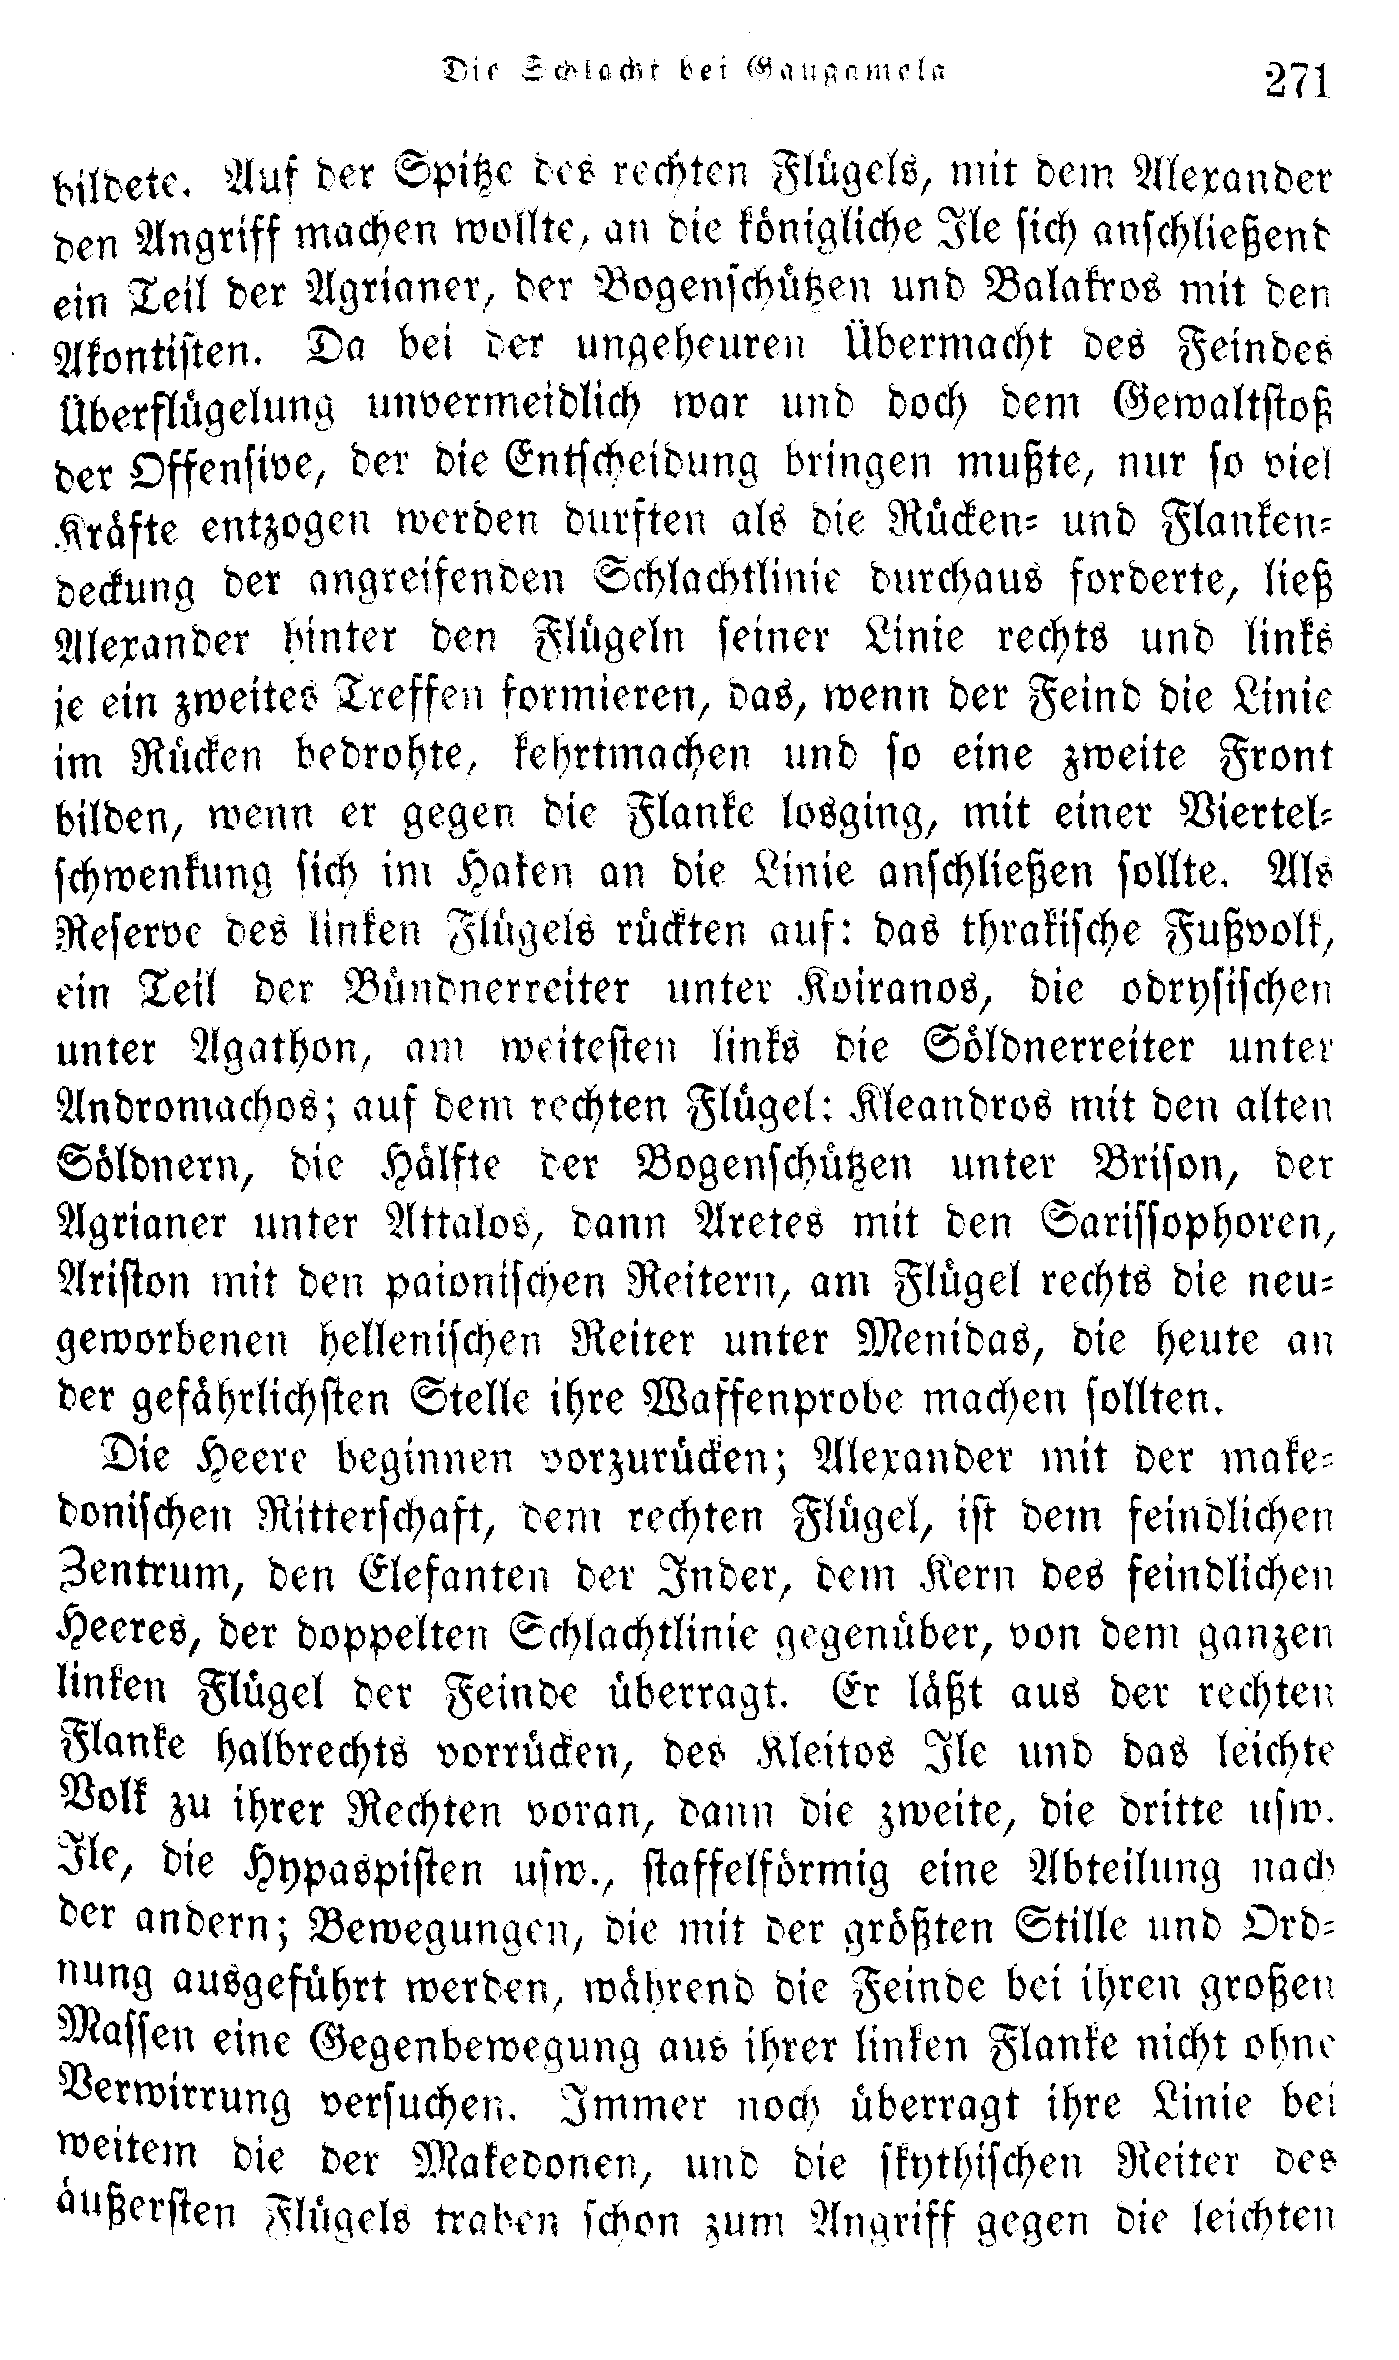 Die Schlacht bei Gaugamela 271
bildete. Auf der Spitze des rechten Flügels, mit dem Alexander
den Angriff machen wollte, an die königliche Ile sich anschließend
ein Teil der Agrianer, der Bogenschützen und Balakros mit den
Akontisten. Da bei der ungeheuren Übermacht des Feindes
Überflügelung unvermeidlich war und doch dem Gewaltstoß
der Offensive, der die Entscheidung bringen mußte, nur so viel
Kräfte entzogen werden durften als die Rücken- und Flanken-
deckung der angreifenden Schlachtlinie durchaus forderte, ließ
Alexander hinter den Flügeln seiner Linie rechts und links
je ein zweites Treffen formieren, das, wenn der Feind die Linie
im Rücken bedrohte, kehrtmachen und so eine zweite Front
bilden, wenn er gegen die Flanke losging, mit einer Viertel-
schwenkung sich im Haken an die Linie anschließen sollte. Als
Reserve des linken Flügels rückten auf: das thrakische Fußvolk,
ein Teil der Bündnerreiter unter Koiranos, die odrysischen
unter Agathon, am weitesten links die Söldnerreiter unter
Andromachos; auf dem rechten Flügel: Kleandros mit den alten
Söldnern, die Hälfte der Bogenschützen unter Brison, der
Agrianer unter Attalos, dann Aretes mit den Sarissophoren,
Ariston mit den paionischen Reitern, am Flügel rechts die neu-
geworbenen hellenischen Reiter unter Menidas, die heute an
der gefährlichsten Stelle ihre Waffenprobe machen sollten.
Die Heere beginnen vorzurücken; Alexander mit der make-
donischen Ritterschaft, dem rechten Flügel, ist dem feindlichen
Zentrum, den Elefanten der Inder, dem Kern des feindlichen
Heeres, der doppelten Schlachtlinie gegenüber, von dem ganzen
linken Flügel der Feinde überragt. Er läßt aus der rechten
Flanke halbrechts vorrücken, des Kleitos Ile und das leichte
Volk zu ihrer Rechten voran, dann die zweite, die dritte usw.
Ile, die Hypaspisten usw., staffelförmig eine Abteilung nach
der andern; Bewegungen, die mit der größten Stille und Ord-
nung ausgeführt werden, während die Feinde bei ihren großen
Massen eine Gegenbewegung aus ihrer linken Flanke nicht ohne
Verwirrung versuchen. Immer noch überragt ihre Linie bei
weitem die der Makedonen, und die skythischen Reiter des
äußersten Flügels traben schon zum Angriff gegen die leichten